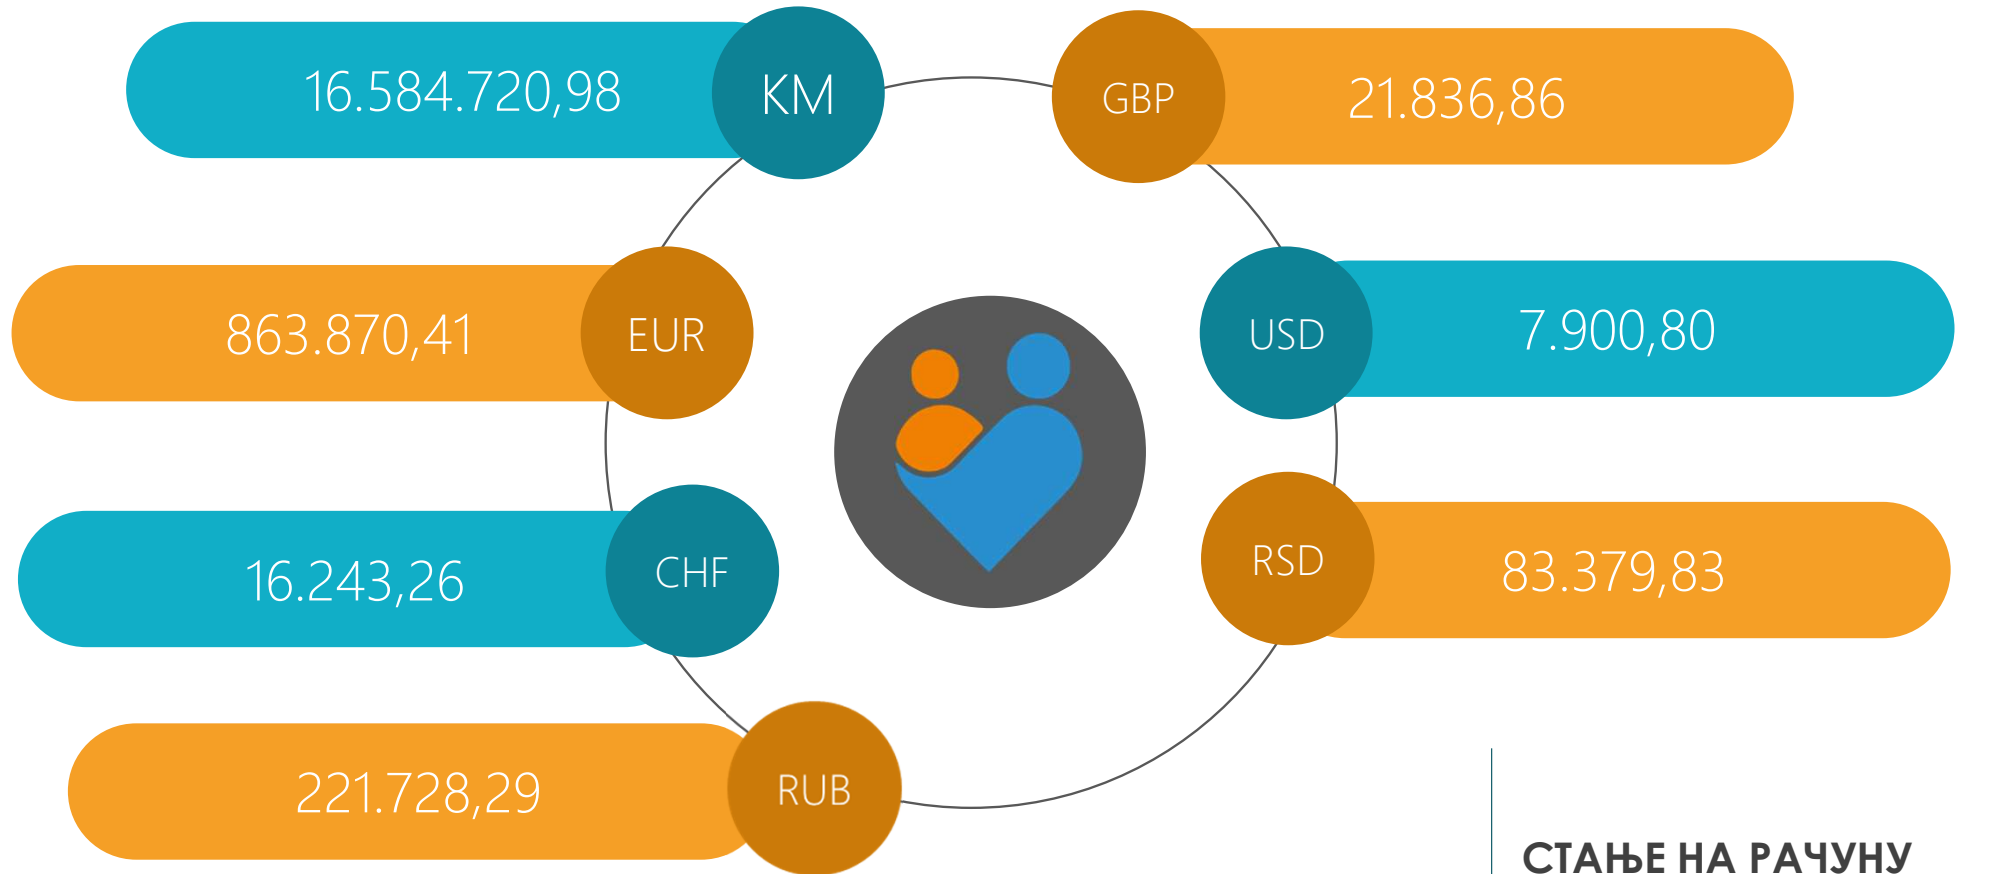 16.584.720,98
KM
GBP
21.836,86
863.870,41
EUR
USD
7.900,80
16.243,26
CHF
RSD
83.379,83
221.728,29
RUB
СТАЊЕ НА РАЧУНУ